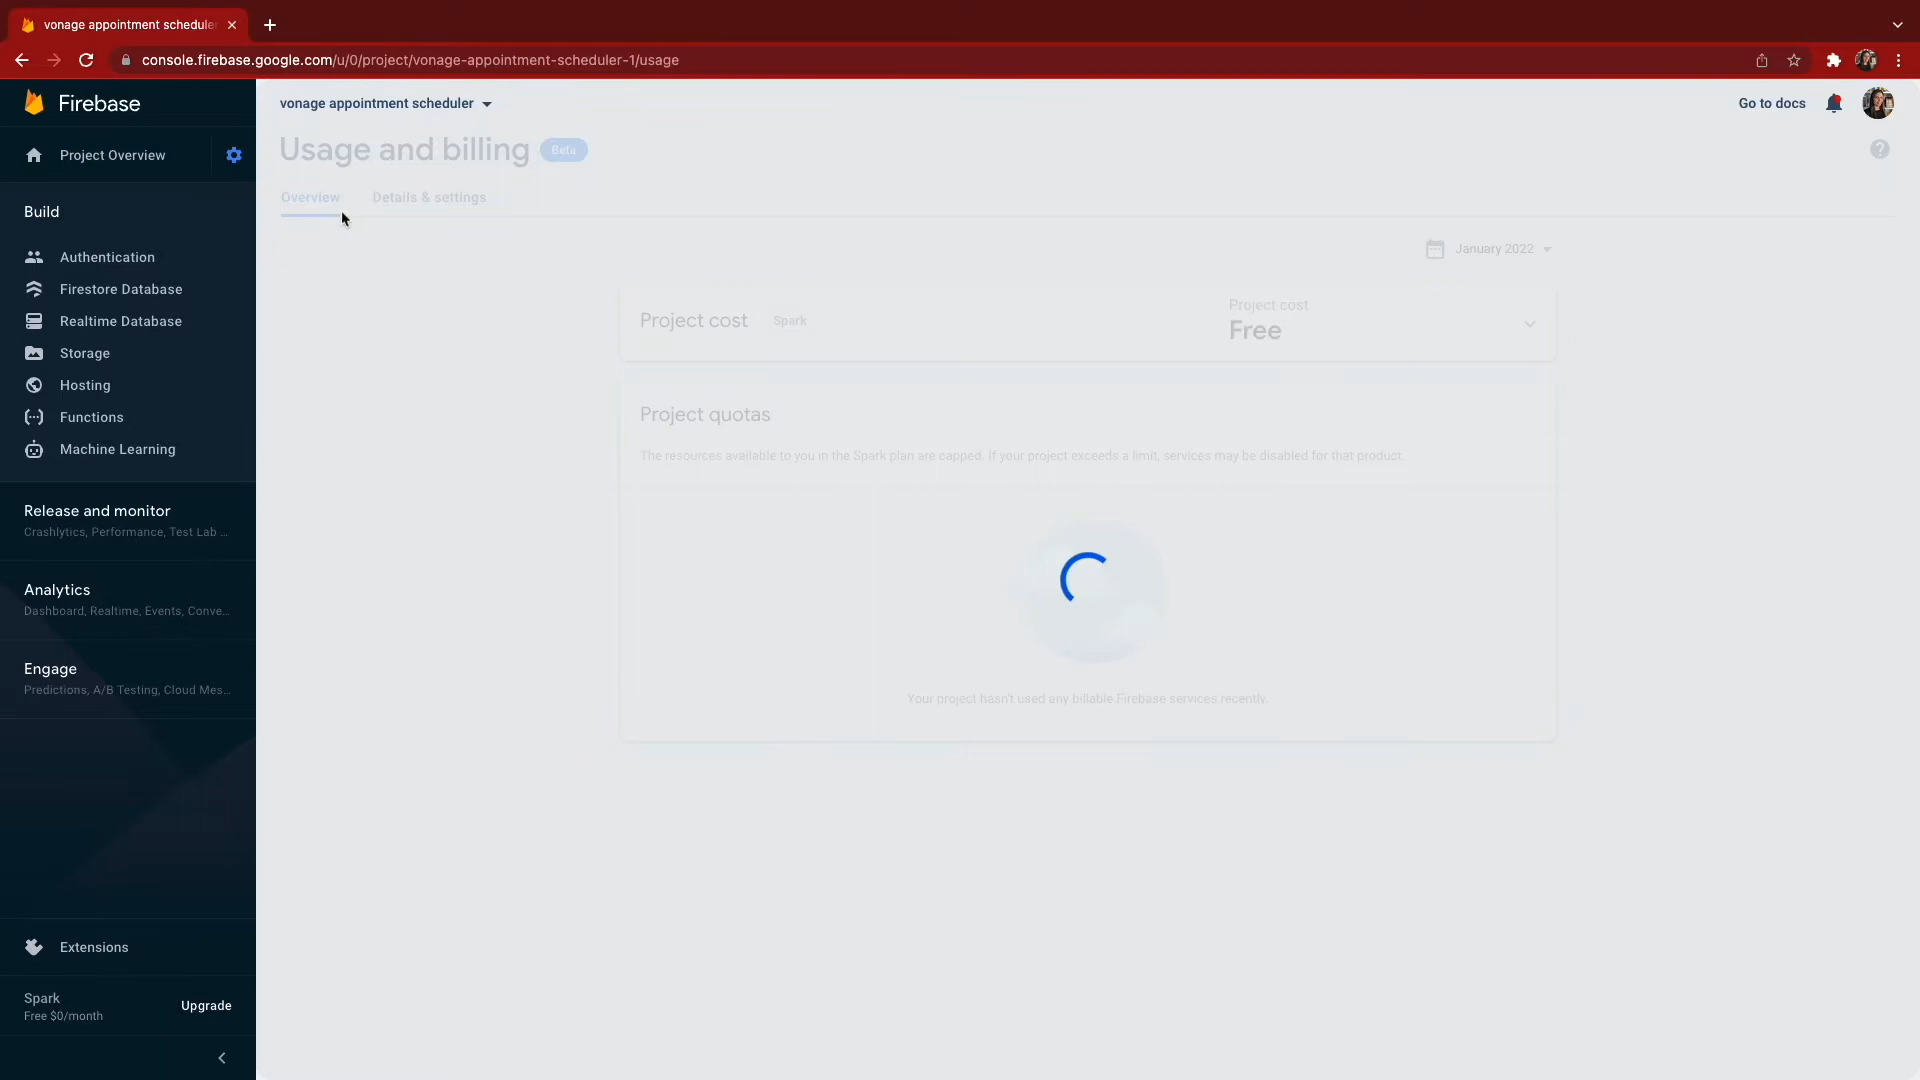 vonage appointment schedule
console.firebase.google.com/u/0/project/vonage-appointment-scheduler-1/usage
Firebase
vonage appointment scheduler
Go to docs
Project Overview
Usage and billing
Beta
Overview
Details & settings
Build
Authentication
Firestore Database
Realtime Database
Storage
Hosting
Functions
Machine Learning
January 2022
Project cost
Spark
Project cost
Free
Project quotas
The resources available to you in the Spark plan are capped. If your project exceeds a limit, services may be disabled for that product.
Your project hasn't used any billable Firebase services recently.
Release and monitor
Crashlytics, Performance, Test Lab ...
Analytics
Dashboard, Realtime, Events, Conve...
Engage
Predictions, A/B Testing, Cloud Mes...
Extensions
Spark
Free $0/month
Upgrade